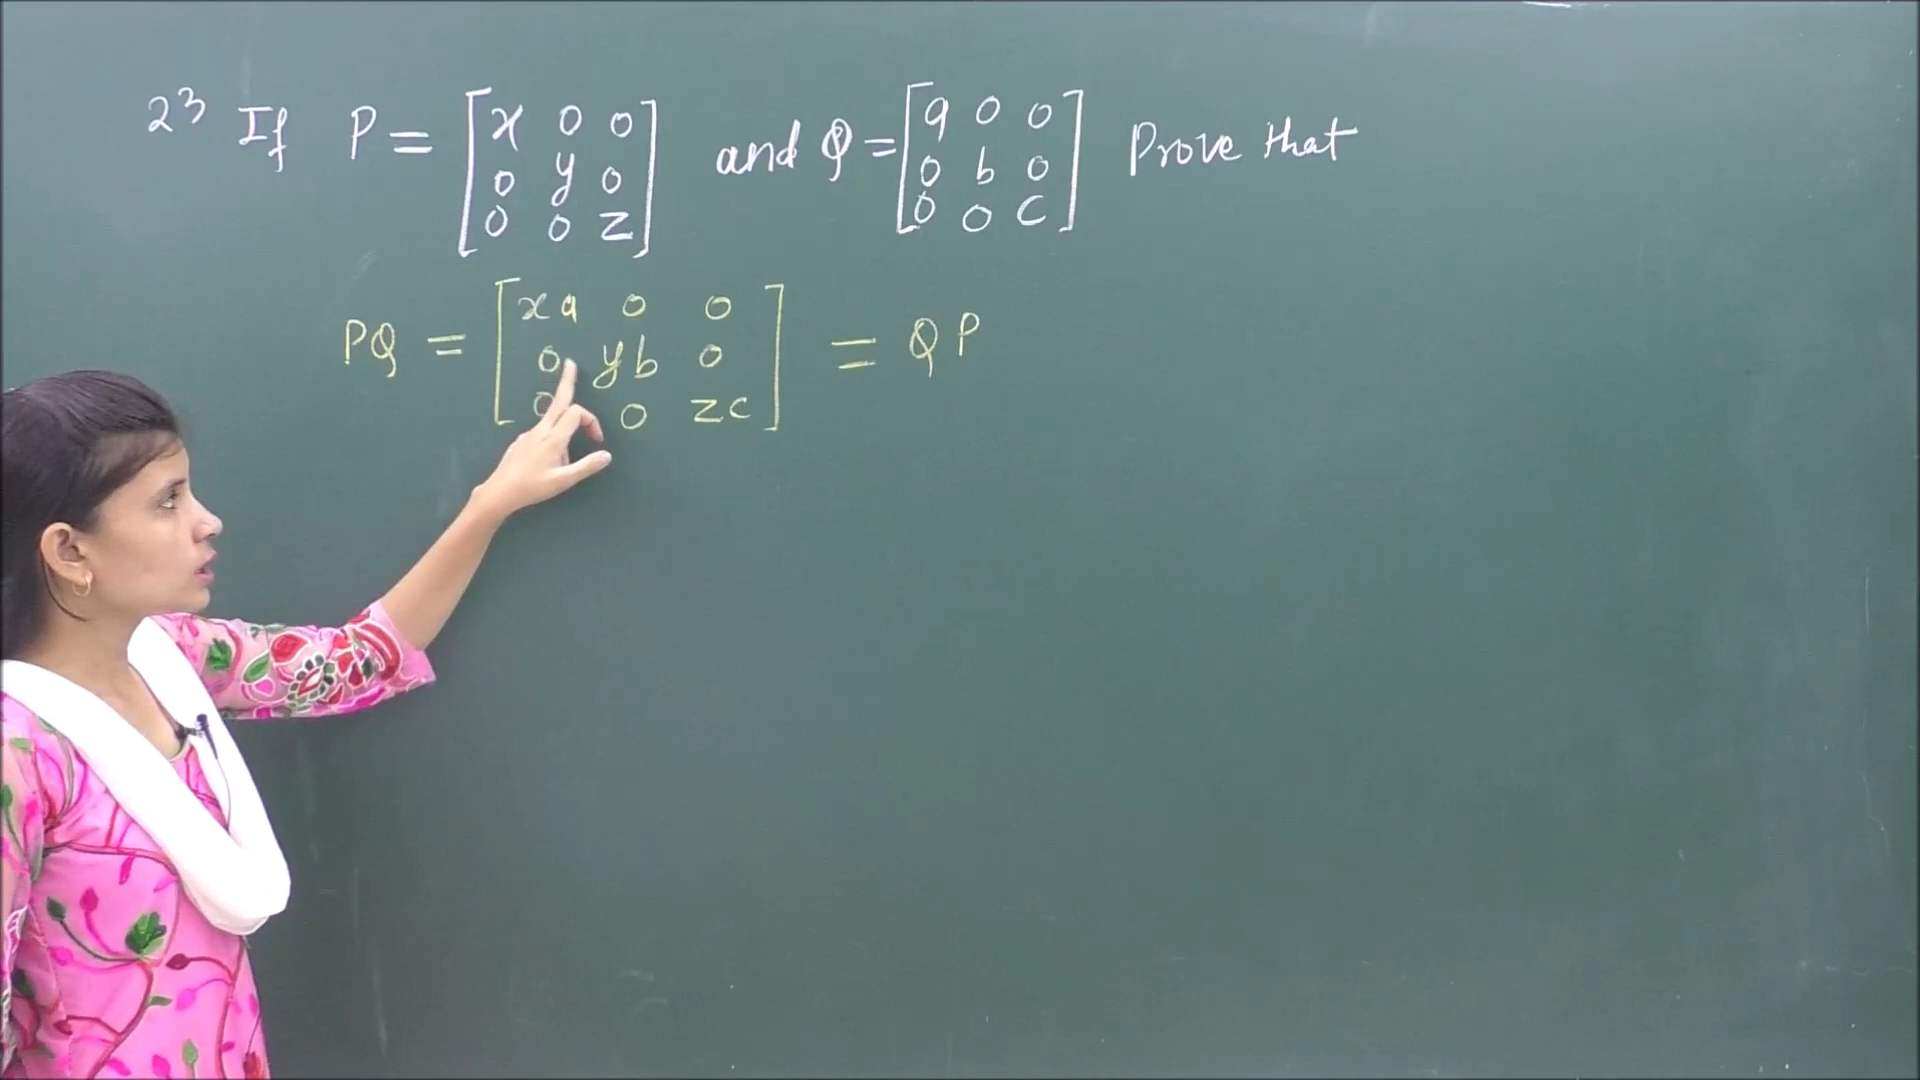 23 If P = [x 0 0 and Q = [a 0 0 Prove that
0 y 0 0 b 0
0 0 z] 0 0 c]
PQ = [xa 0 0
0 yb 0 = QP
0 0 zc]